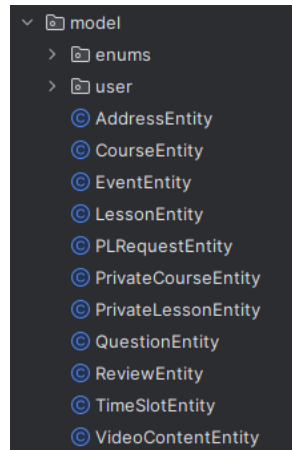 model
enums
user
AddressEntity
CourseEntity
EventEntity
LessonEntity
PLRequestEntity
PrivateCourseEntity
PrivateLessonEntity
QuestionEntity
ReviewEntity
TimeSlotEntity
VideoContentEntity